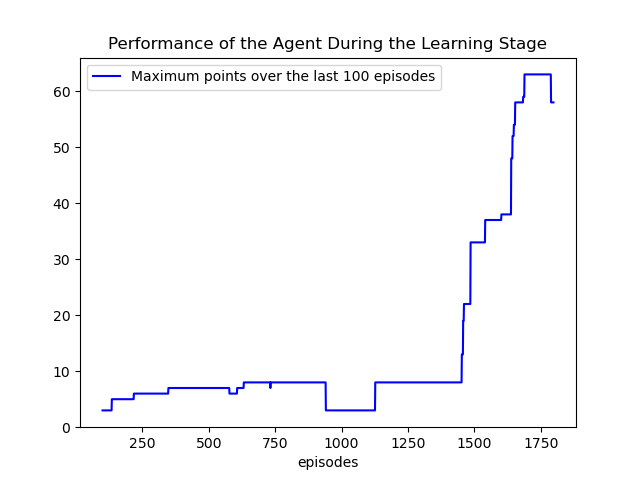 Performance of the Agent During the Learning Stage
Maximum points over the last 100 episodes
60
50
40
30
20
10
0
250 500 750 1000 1250 1500 1750
episodes